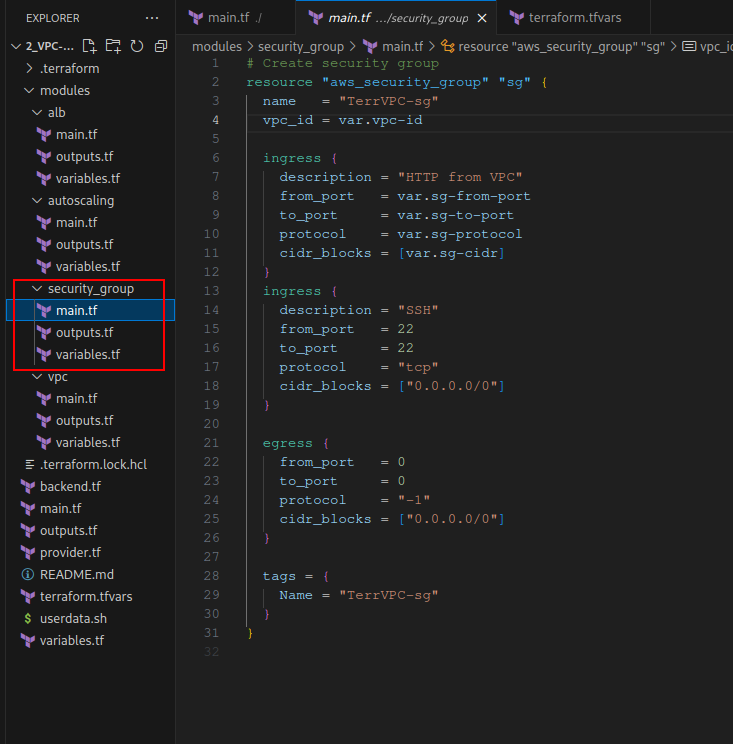 EXPLORER ...
2_VPC-...
.terraform
modules
alb
main.tf
outputs.tf
variables.tf
autoscaling
main.tf
outputs.tf
variables.tf
security_group
main.tf
outputs.tf
variables.tf
vpc
main.tf
outputs.tf
variables.tf
.terraform.lock.hcl
backend.tf
main.tf
outputs.tf
provider.tf
README.md
terraform.tfvars
$ userdata.sh
variables.tf
main.tf ./ main.tf .../security_group terraform.tfvars
modules > security_group > main.tf > resource "aws_security_group" "sg" > vpc_id
1 # Create security group
2 resource "aws_security_group" "sg" {
3 name   = "TerrVPC-sg"
4 vpc_id = var.vpc-id
5
6 ingress {
7 description = "HTTP from VPC"
8 from_port   = var.sg-from-port
9 to_port     = var.sg-to-port
10 protocol    = var.sg-protocol
11 cidr_blocks = [var.sg-cidr]
12 }
13 ingress {
14 description = "SSH"
15 from_port   = 22
16 to_port     = 22
17 protocol    = "tcp"
18 cidr_blocks = ["0.0.0.0/0"]
19 }
20
21 egress {
22 from_port   = 0
23 to_port     = 0
24 protocol    = "-1"
25 cidr_blocks = ["0.0.0.0/0"]
26 }
27
28 tags = {
29 Name = "TerrVPC-sg"
30 }
31 }
32